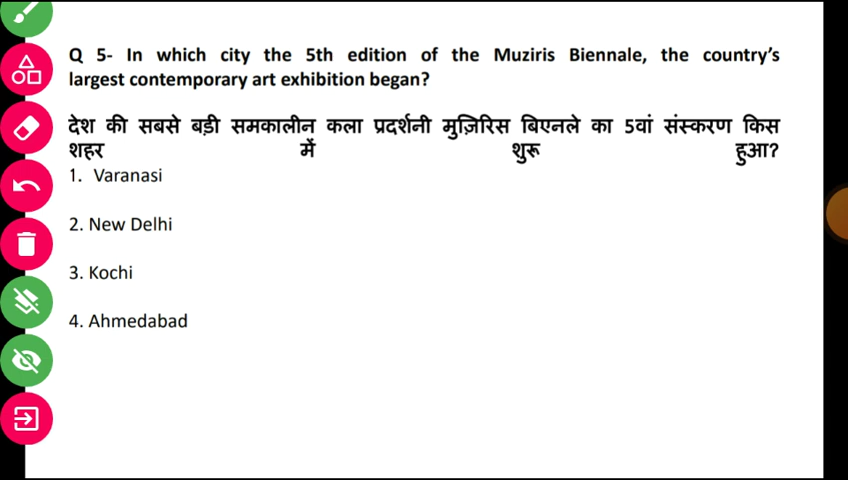 Q 5- In which city the 5th edition of the Muziris Biennale, the country's
largest contemporary art exhibition began?
देश की सबसे बड़ी समकालीन कला प्रदर्शनी मुज़िरिस बिएनले का 5वां संस्करण किस
शहर में शुरू हुआ?
1. Varanasi
2. New Delhi
3. Kochi
4. Ahmedabad